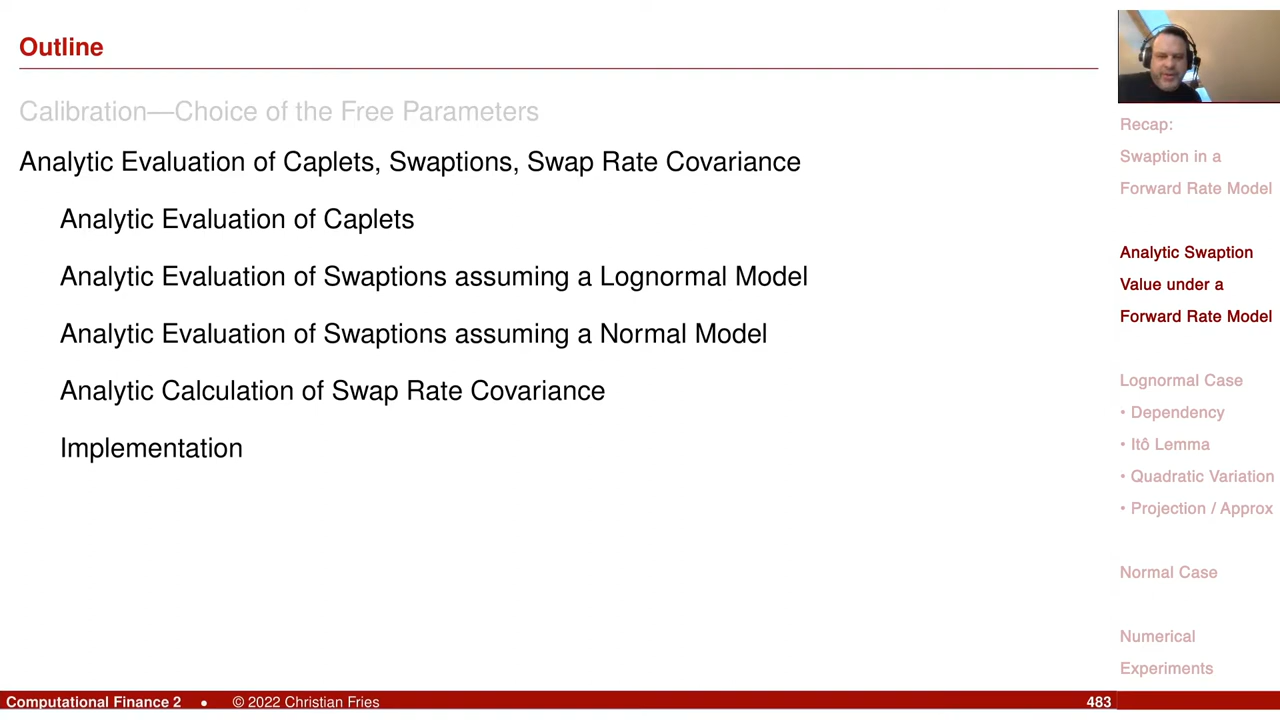 Outline
Calibration—Choice of the Free Parameters
Analytic Evaluation of Caplets, Swaptions, Swap Rate Covariance
Analytic Evaluation of Caplets
Analytic Evaluation of Swaptions assuming a Lognormal Model
Analytic Evaluation of Swaptions assuming a Normal Model
Analytic Calculation of Swap Rate Covariance
Implementation
Recap:
Swaption in a
Forward Rate Model
Analytic Swaption
Value under a
Forward Rate Model
Lognormal Case
• Dependency
• Itô Lemma
• Quadratic Variation
• Projection / Approx
Normal Case
Numerical
Experiments
Computational Finance 2 • © 2022 Christian Fries 483